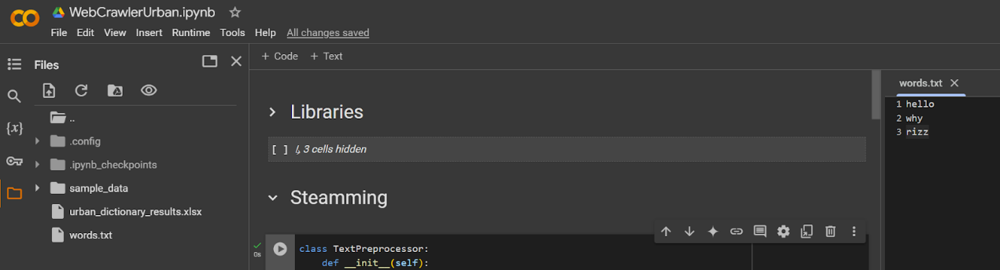 WebCrawlerUrban.ipynb
File Edit View Insert Runtime Tools Help All changes saved
Files
+ Code + Text
..
.config
.ipynb_checkpoints
sample_data
urban_dictionary_results.xlsx
words.txt
{x}
Libraries
[ ] ↳ 3 cells hidden
Steamming
0s
class TextPreprocessor:
def __init__(self):
words.txt
1 hello
2 why
3 rizz